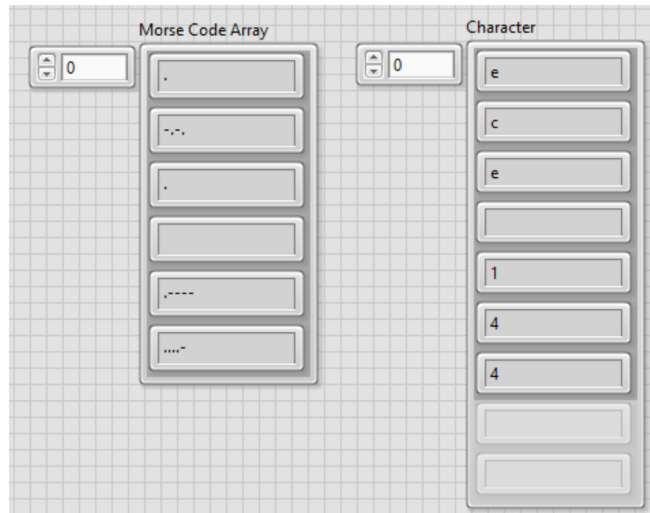 Morse Code Array
0
.
-.-.
.
.----
....-
Character
0
e
c
e
1
4
4